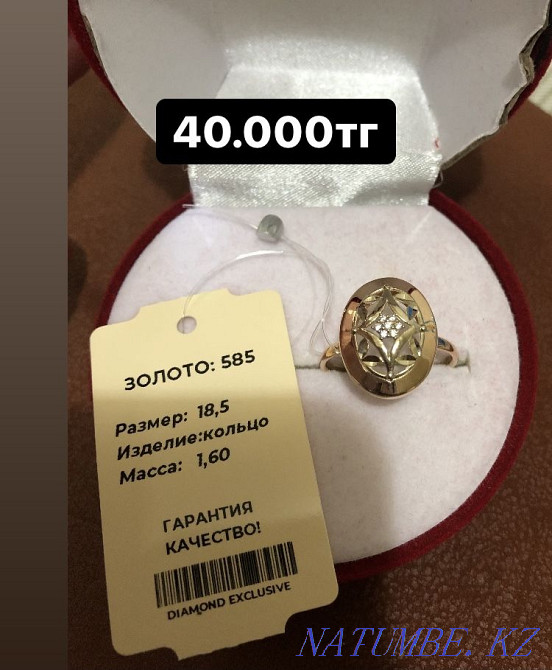 40.000тг
ЗОЛОТО: 585
Размер: 18,5
Изделие:кольцо
Масса: 1,60
ГАРАНТИЯ
КАЧЕСТВО!
DIAMOND EXCLUSIVE
NATUMBE.KZ